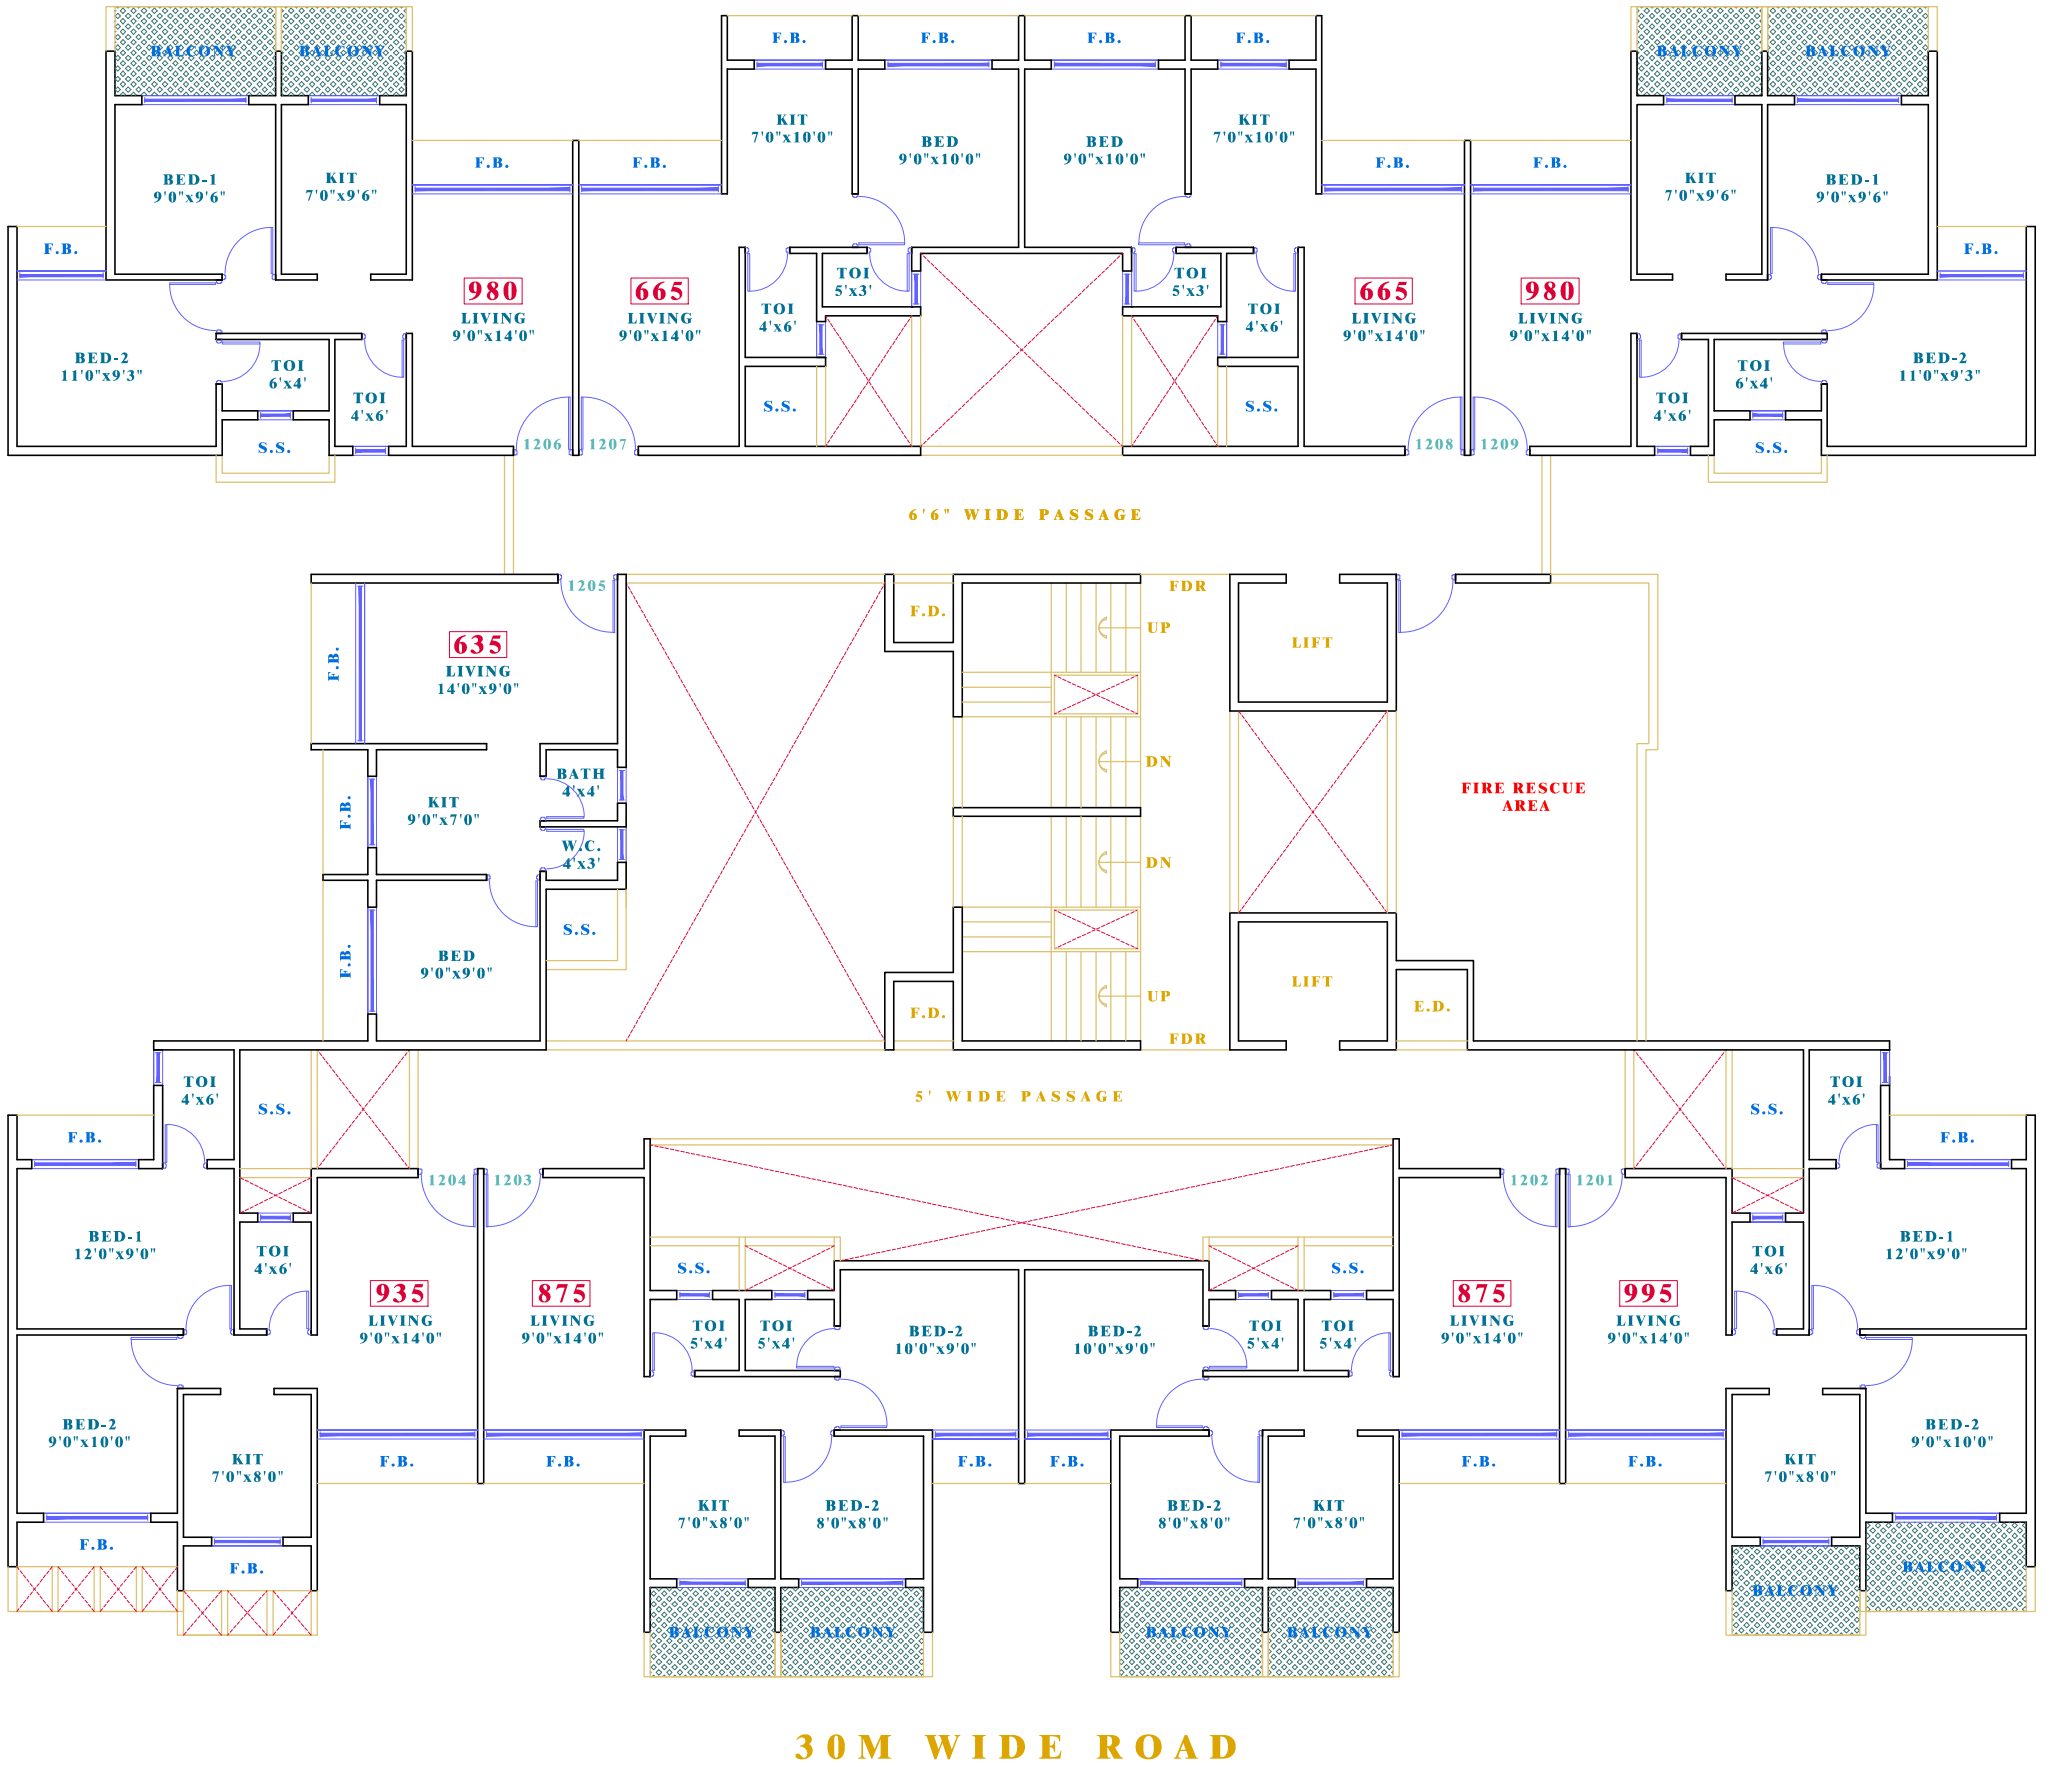 BALCONY
BALCONY
F.B.
F.B.
F.B.
F.B.
BALCONY
BALCONY
KIT
7'0"x10'0"
BED
9'0"x10'0"
BED
9'0"x10'0"
KIT
7'0"x10'0"
F.B.
F.B.
F.B.
F.B.
BED-1
9'0"x9'6"
KIT
7'0"x9'6"
KIT
7'0"x9'6"
BED-1
9'0"x9'6"
F.B.
F.B.
TOI
5'x3'
TOI
5'x3'
980
LIVING
9'0"x14'0"
665
LIVING
9'0"x14'0"
TOI
4'x6'
TOI
4'x6'
665
LIVING
9'0"x14'0"
980
LIVING
9'0"x14'0"
BED-2
11'0"x9'3"
TOI
6'x4'
TOI
4'x6'
S.S.
S.S.
TOI
4'x6'
TOI
6'x4'
BED-2
11'0"x9'3"
S.S.
1206
1207
1208
1209
S.S.
6'6" WIDE PASSAGE
1205
FDR
F.D.
UP
LIFT
635
LIVING
14'0"x9'0"
F.B.
DN
BATH
4'x4'
KIT
9'0"x7'0"
F.B.
FIRE RESCUE
AREA
W.C.
4'x3'
DN
S.S.
BED
9'0"x9'0"
F.B.
LIFT
UP
F.D.
E.D.
FDR
5' WIDE PASSAGE
TOI
4'x6'
S.S.
S.S.
TOI
4'x6'
F.B.
F.B.
1204
1203
1202
1201
BED-1
12'0"x9'0"
TOI
4'x6'
TOI
4'x6'
BED-1
12'0"x9'0"
S.S.
S.S.
935
LIVING
9'0"x14'0"
875
LIVING
9'0"x14'0"
TOI
5'x4'
TOI
5'x4'
BED-2
10'0"x9'0"
BED-2
10'0"x9'0"
TOI
5'x4'
TOI
5'x4'
875
LIVING
9'0"x14'0"
995
LIVING
9'0"x14'0"
BED-2
9'0"x10'0"
BED-2
9'0"x10'0"
KIT
7'0"x8'0"
F.B.
F.B.
F.B.
F.B.
F.B.
F.B.
KIT
7'0"x8'0"
KIT
7'0"x8'0"
BED-2
8'0"x8'0"
BED-2
8'0"x8'0"
KIT
7'0"x8'0"
F.B.
F.B.
BALCONY
BALCONY
BALCONY
BALCONY
BALCONY
BALCONY
30M WIDE ROAD